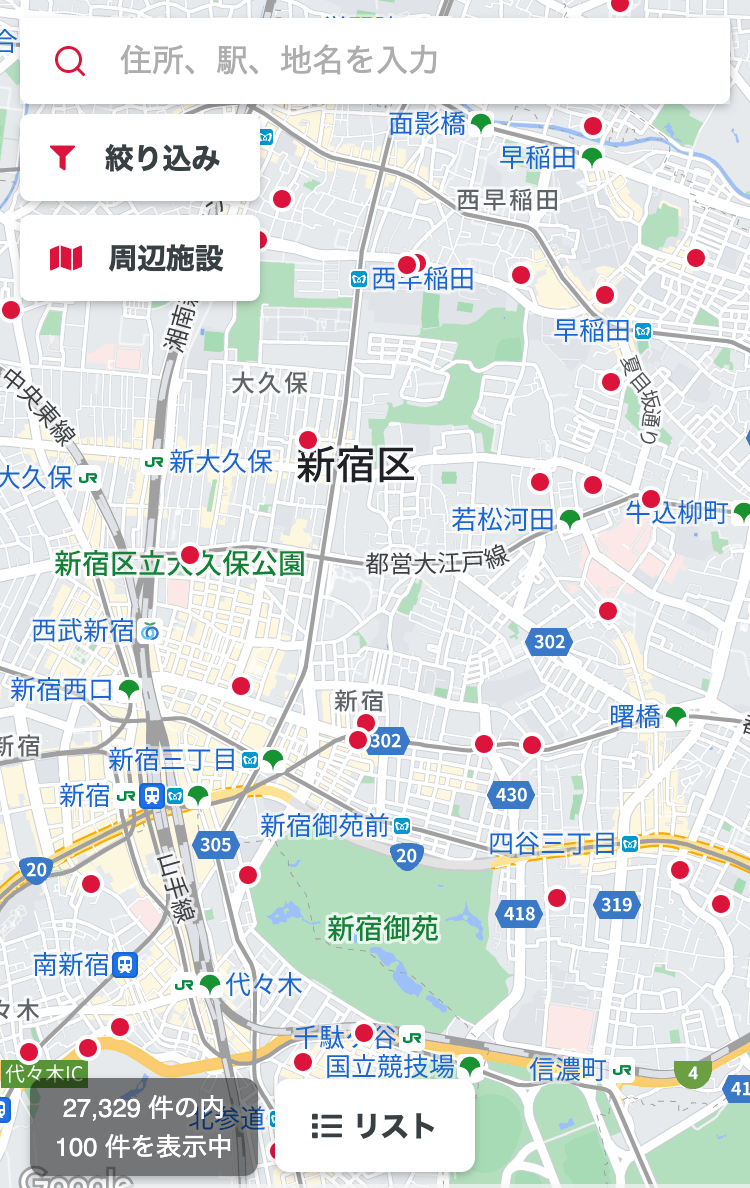 住所、駅、地名を入力
面影橋
絞り込み
早稲田
西早稲田
周辺施設
西早稲田
湘南新
早稲田
夏目坂通り
中央東線
大久保
新大久保
新宿区
大久保
若松河田
牛込柳町
新宿区立大久保公園
都営大江戸線
西武新宿
302
新宿西口
新宿
曙橋
新宿
302
新宿三丁目
新宿
430
新宿御苑前
305
四谷三丁目
20
20
山手線
418
319
新宿御苑
南新宿
代々木
々木
千駄ケ谷
代々木IC
国立競技場
信濃町
4
41
27,329 件の内
100 件を表示中
北参道
リスト
Google